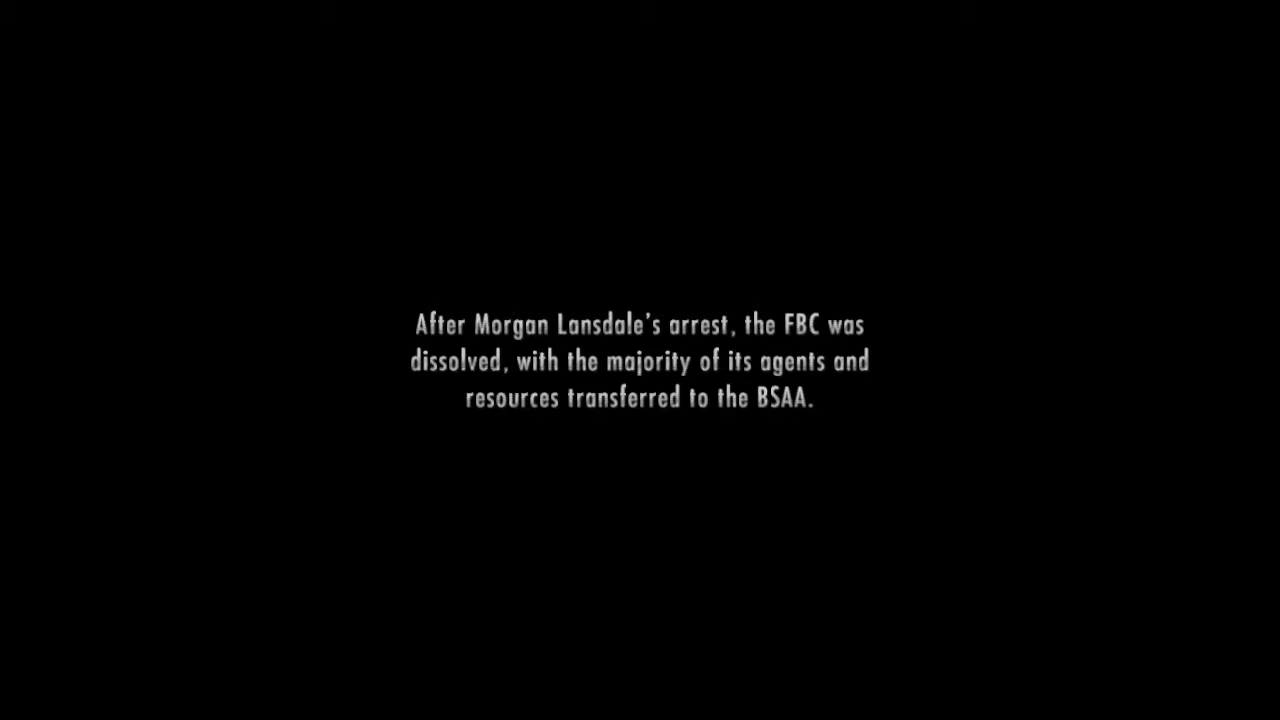 After Morgan Lansdale's arrest, the FBC was
dissolved, with the majority of its agents and
resources transferred to the BSAA.